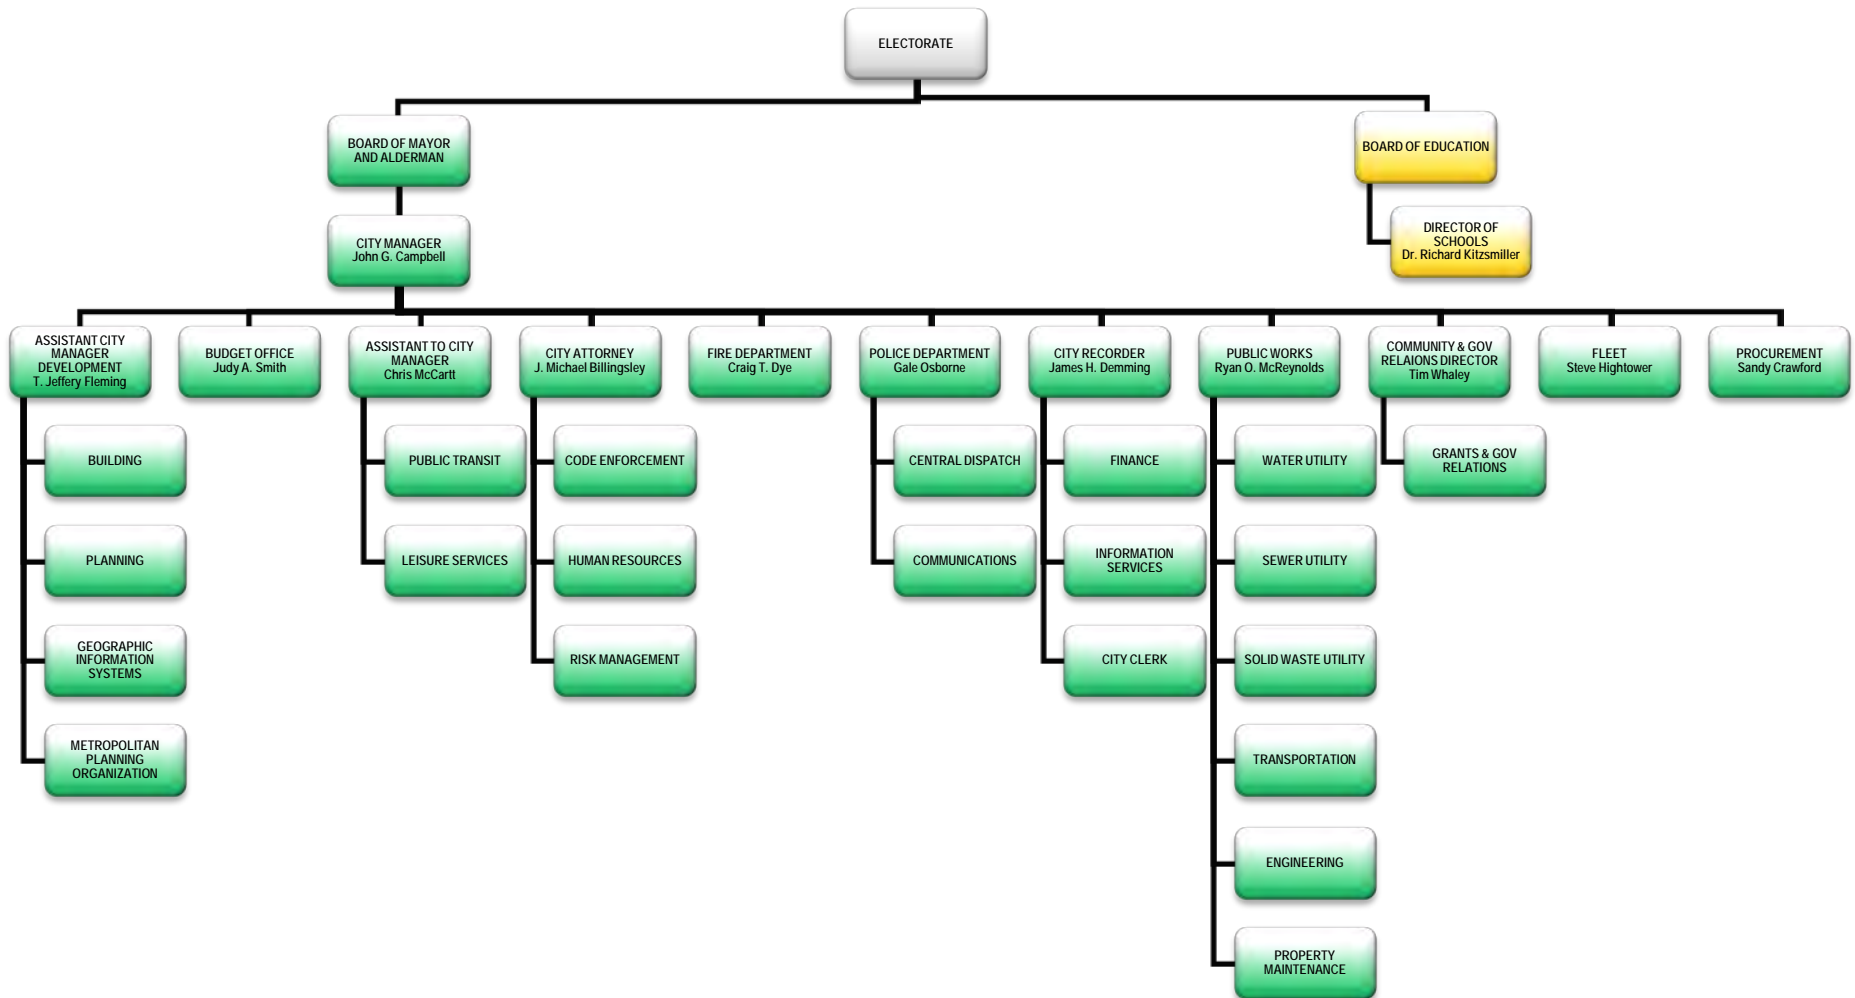 ELECTORATE
BOARD OF MAYOR
AND ALDERMAN
BOARD OF EDUCATION
CITY MANAGER
John G. Campbell
DIRECTOR OF
SCHOOLS
Dr. Richard Kitzsmiller
ASSISTANT CITY
MANAGER
DEVELOPMENT
T. Jeffery Fleming
BUDGET OFFICE
Judy A. Smith
ASSISTANT TO CITY
MANAGER
Chris McCartt
CITY ATTORNEY
J. Michael Billingsley
FIRE DEPARTMENT
Craig T. Dye
POLICE DEPARTMENT
Gale Osborne
CITY RECORDER
James H. Demming
PUBLIC WORKS
Ryan O. McReynolds
COMMUNITY & GOV
RELAIONS DIRECTOR
Tim Whaley
FLEET
Steve Hightower
PROCUREMENT
Sandy Crawford
BUILDING
PUBLIC TRANSIT
CODE ENFORCEMENT
CENTRAL DISPATCH
FINANCE
WATER UTILITY
GRANTS & GOV
RELATIONS
PLANNING
LEISURE SERVICES
HUMAN RESOURCES
COMMUNICATIONS
INFORMATION
SERVICES
SEWER UTILITY
GEOGRAPHIC
INFORMATION
SYSTEMS
RISK MANAGEMENT
CITY CLERK
SOLID WASTE UTILITY
METROPOLITAN
PLANNING
ORGANIZATION
TRANSPORTATION
ENGINEERING
PROPERTY
MAINTENANCE